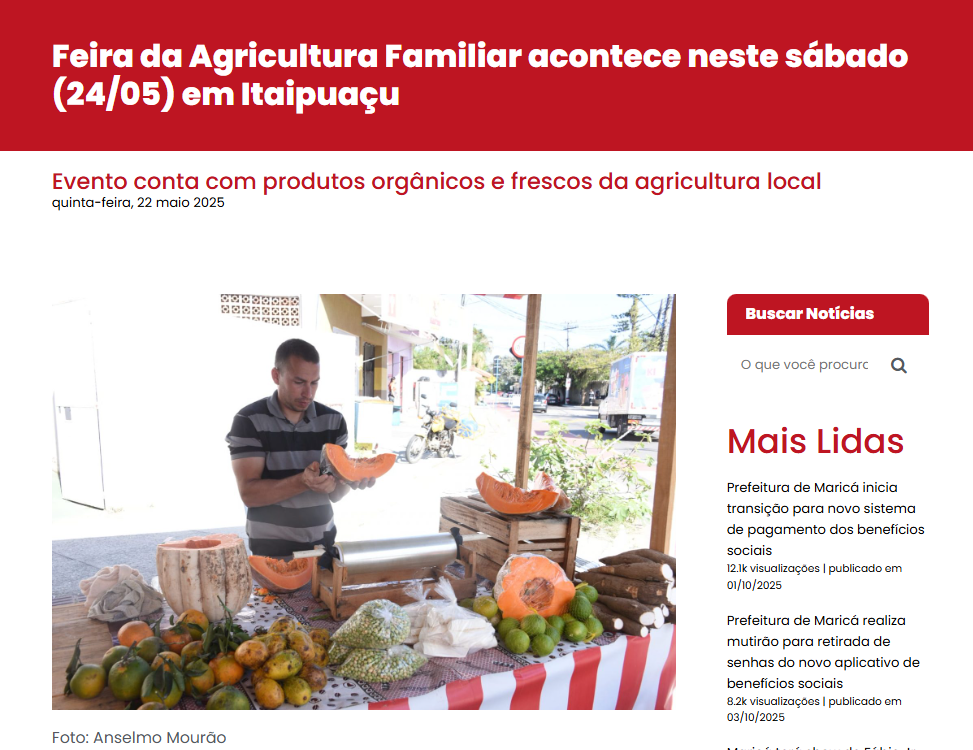 Feira da Agricultura Familiar acontece neste sábado
(24/05) em Itaipuaçu
Evento conta com produtos orgânicos e frescos da agricultura local
quinta-feira, 22 maio 2025
Foto: Anselmo Mourão
Buscar Notícias
O que você procurc
Mais Lidas
Prefeitura de Maricá inicia
transição para novo sistema
de pagamento dos benefícios
sociais
12.1k visualizações | publicado em
01/10/2025
Prefeitura de Maricá realiza
mutirão para retirada de
senhas do novo aplicativo de
benefícios sociais
8.2k visualizações | publicado em
03/10/2025